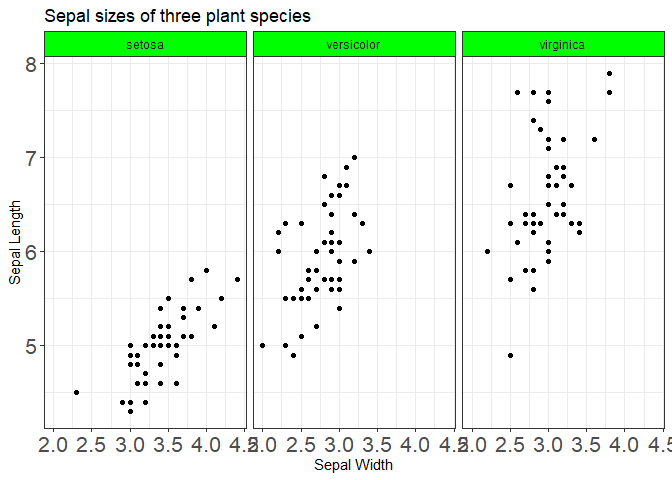 Sepal sizes of three plant species
setosa
versicolor
virginica
8
7
6
5
Sepal Length
2.0 2.5 3.0 3.5 4.0 4.5
2.0 2.5 3.0 3.5 4.0 4.5
2.0 2.5 3.0 3.5 4.0 4.5
Sepal Width